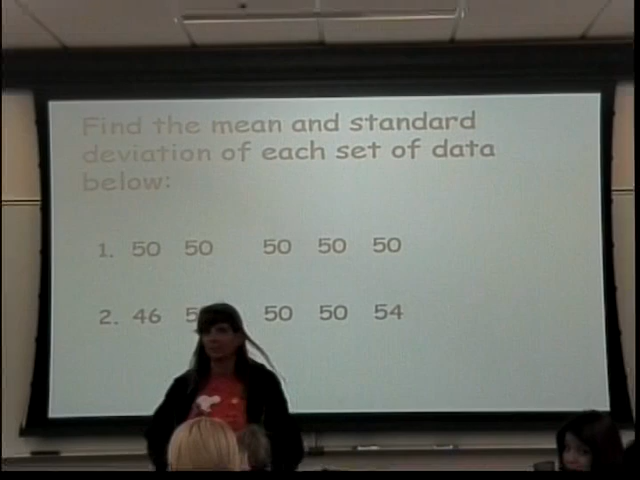 Find the mean and standard
deviation of each set of data
below:
1. 50 50 50 50 50
2. 46 50 50 54